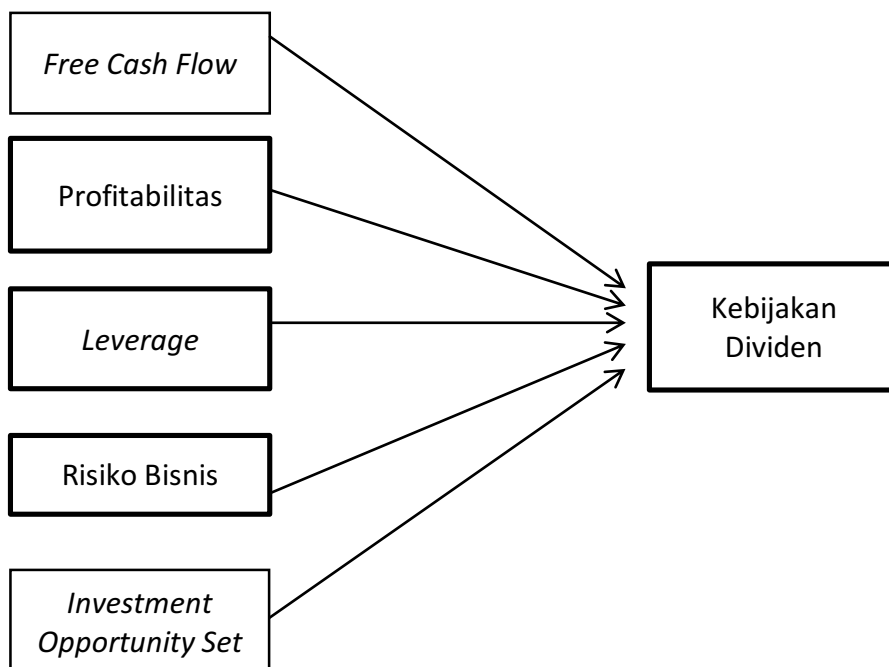 Free Cash Flow
Profitabilitas
Leverage
Risiko Bisnis
Investment
Opportunity Set
Kebijakan
Dividen